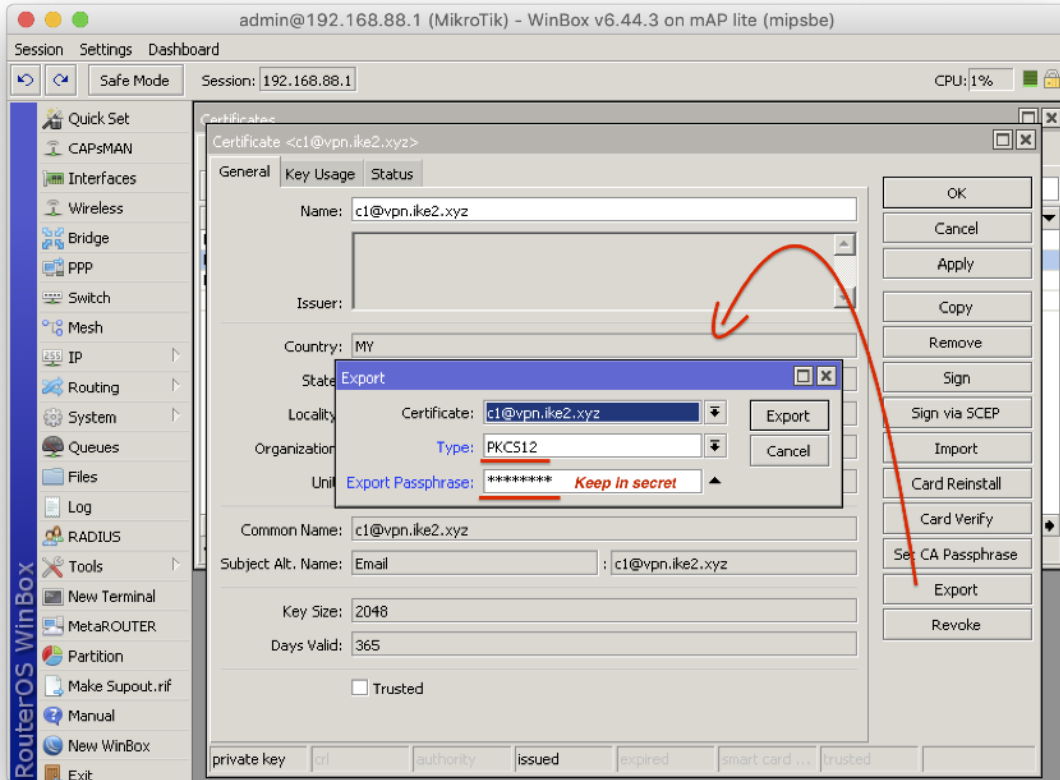 admin@192.168.88.1 (MikroTik) - WinBox v6.44.3 on mAP lite (mipsbe)
Session Settings Dashboard
Safe Mode Session: 192.168.88.1 CPU: 1%
RouterOS WinBox
Quick Set
CAPsMAN
Interfaces
Wireless
Bridge
PPP
Switch
Mesh
IP
Routing
System
Queues
Files
Log
RADIUS
Tools
New Terminal
MetaROUTER
Partition
Make Supout.rif
Manual
New WinBox
Exit
Certificates
Certificate <c1@vpn.ike2.xyz>
General Key Usage Status
Name: c1@vpn.ike2.xyz
Issuer:
Country: MY
State
Locality
Organization
Unit
Export
Certificate: c1@vpn.ike2.xyz
Type: PKCS12
Export Passphrase: ******** Keep in secret
Export
Cancel
Common Name: c1@vpn.ike2.xyz
Subject Alt. Name: Email : c1@vpn.ike2.xyz
Key Size: 2048
Days Valid: 365
Trusted
OK
Cancel
Apply
Copy
Remove
Sign
Sign via SCEP
Import
Card Reinstall
Card Verify
Set CA Passphrase
Export
Revoke
private key crl authority issued expired smart card ... trusted